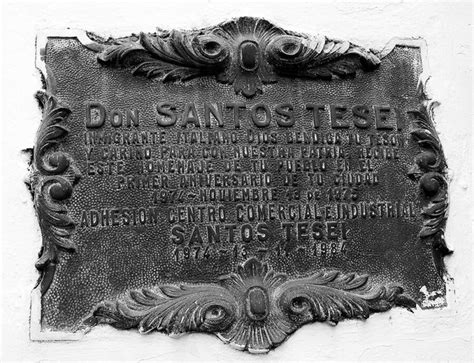 DON SANTOS TESEI
INMIGRANTE ITALIANO DIOS BENDIGA TU TESON
Y CARIÑO PARA CON NUESTRA PATRIA, RECIBE
ESTE HOMENAJE DE TU PUEBLO EN EL
PRIMER ANIVERSARIO DE TU CIUDAD
1974-NOVIEMBRE DE 1975
ADHESION CENTRO COMERCIAL E INDUSTRIAL
SANTOS TESEI
1974 - 13 - 11 - 1984